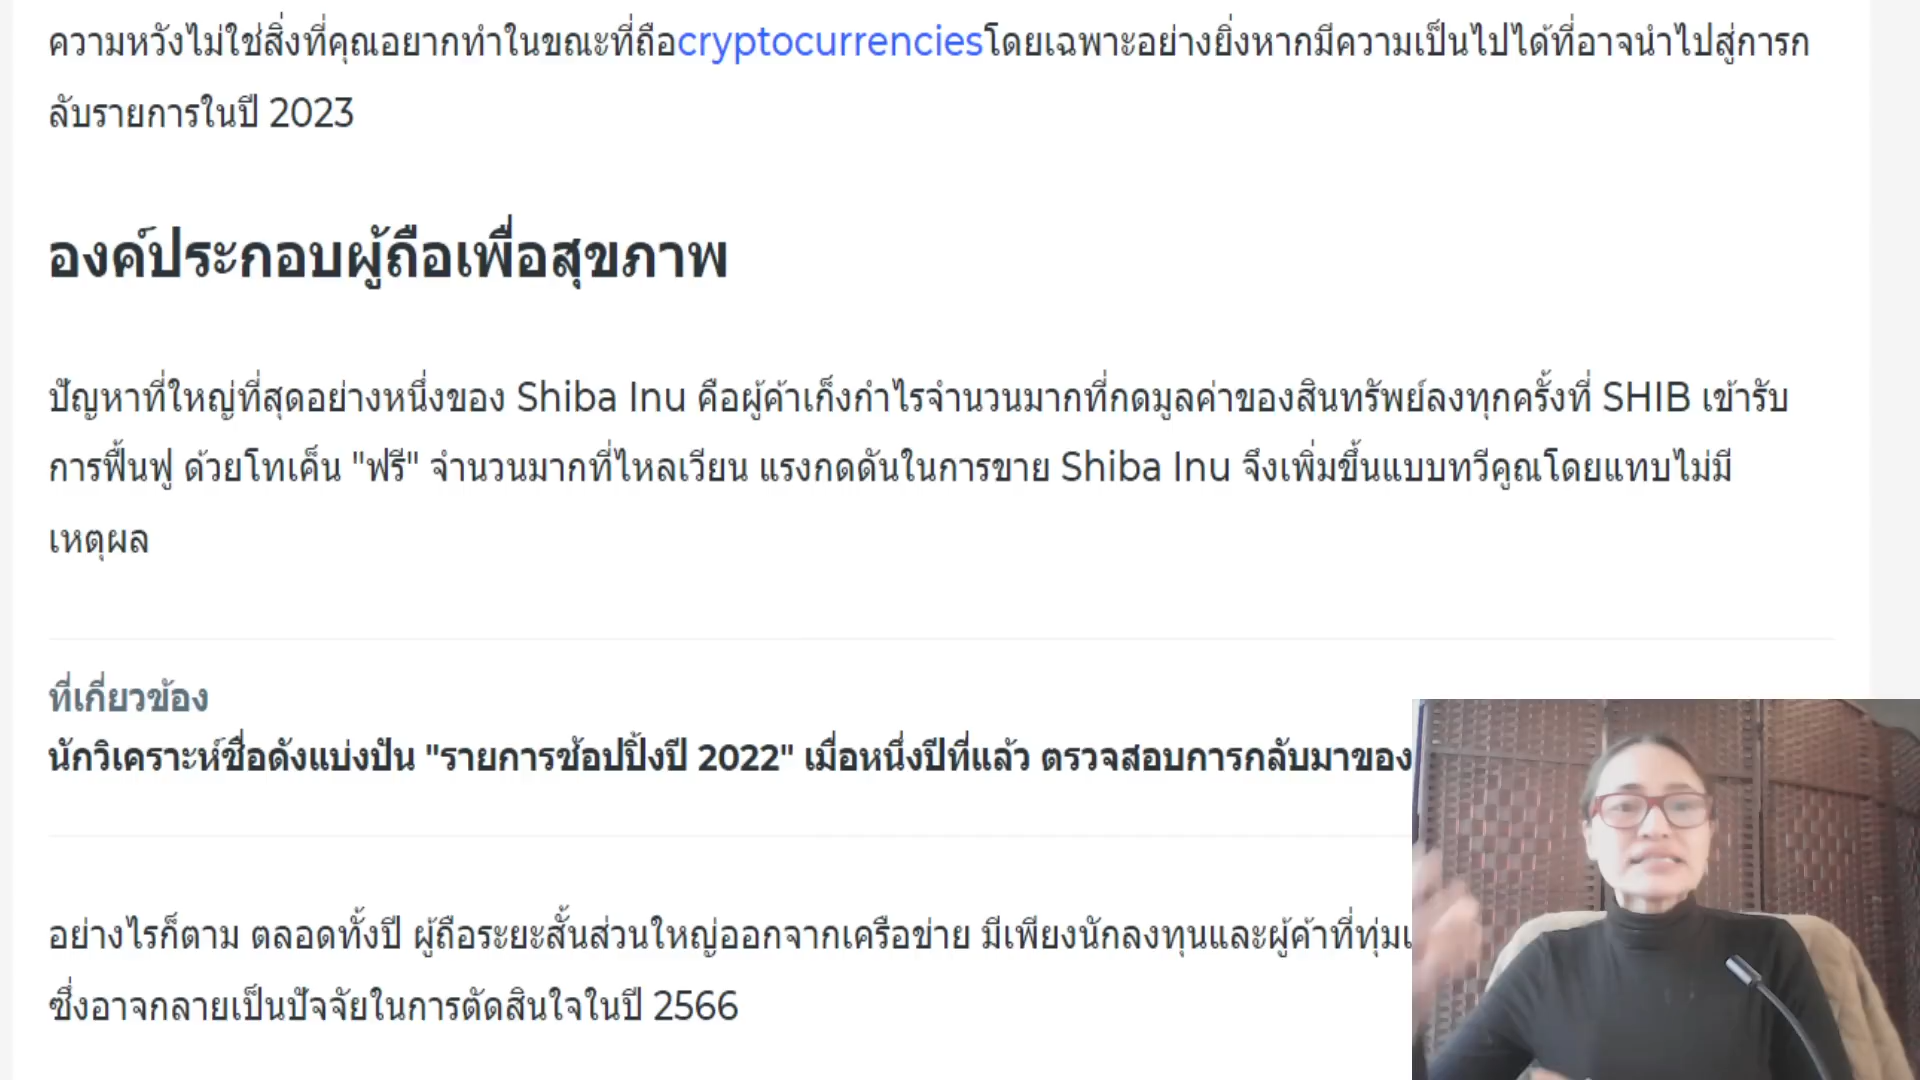 ความหวังไม่ใช่สิ่งที่คุณอยากทำในขณะที่ถือcryptocurrenciesโดยเฉพาะอย่างยิ่งหากมีความเป็นไปได้ที่อาจนำไปสู่การก
ลับรายการในปี 2023
องค์ประกอบผู้ถือเพื่อสุขภาพ
ปัญหาที่ใหญ่ที่สุดอย่างหนึ่งของ Shiba Inu คือผู้ค้าเก็งกำไรจำนวนมากที่กดมูลค่าของสินทรัพย์ลงทุกครั้งที่ SHIB เข้ารับ
การฟื้นฟู ด้วยโทเค็น "ฟรี" จำนวนมากที่ไหลเวียน แรงกดดันในการขาย Shiba Inu จึงเพิ่มขึ้นแบบทวีคูณโดยแทบไม่มี
เหตุผล
ที่เกี่ยวข้อง
นักวิเคราะห์ชื่อดังแบ่งปัน "รายการช้อปปิ้งปี 2022" เมื่อหนึ่งปีที่แล้ว ตรวจสอบการกลับมาของ
อย่างไรก็ตาม ตลอดทั้งปี ผู้ถือระยะสั้นส่วนใหญ่ออกจากเครือข่าย มีเพียงนักลงทุนและผู้ค้าที่ทุ่มเ
ซึ่งอาจกลายเป็นปัจจัยในการตัดสินใจในปี 2566